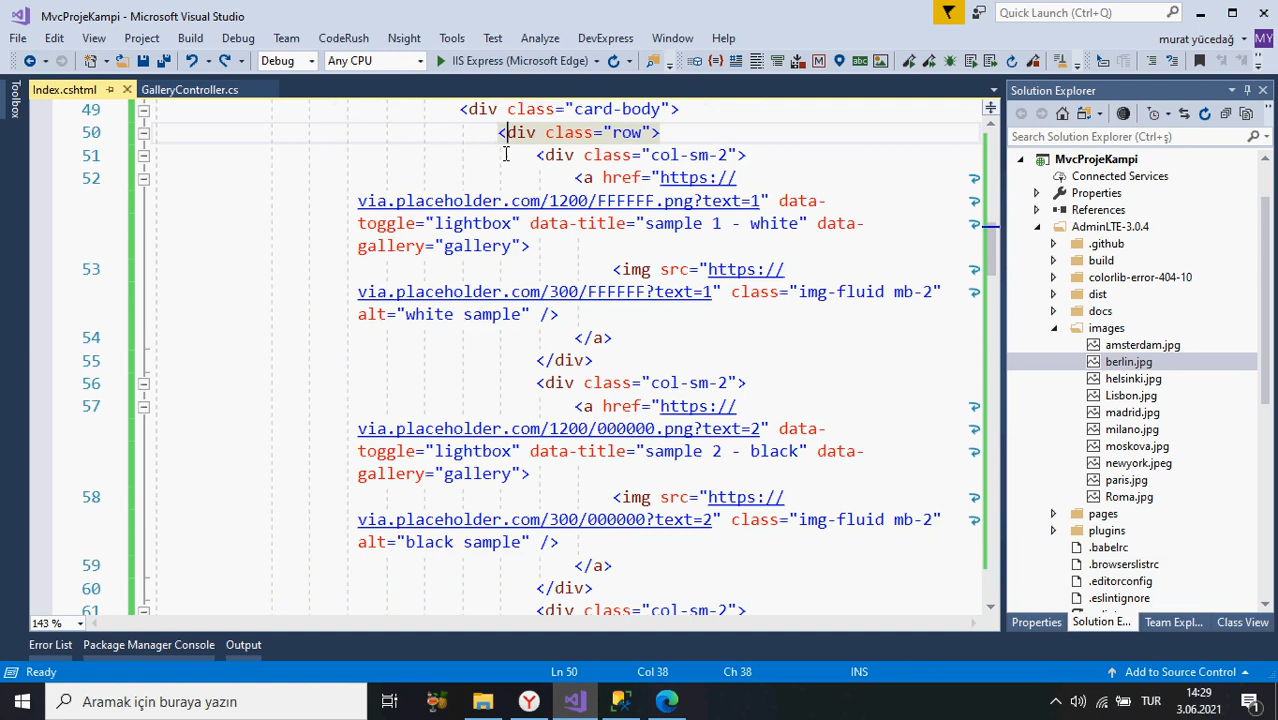 MvcProjeKampi - Microsoft Visual Studio
Quick Launch (Ctrl+Q)
File Edit View Project Build Debug Team CodeRush Nsight Tools Test Analyze DevExpress Window Help
murat yücedağ MY
Debug Any CPU IIS Express (Microsoft Edge)
Toolbox
Index.cshtml GalleryController.cs
49 <div class="card-body">
50 <div class="row">
51 <div class="col-sm-2">
52 <a href="https://
via.placeholder.com/1200/FFFFFF.png?text=1" data-
toggle="lightbox" data-title="sample 1 - white" data-
gallery="gallery">
53 <img src="https://
via.placeholder.com/300/FFFFFF?text=1" class="img-fluid mb-2"
alt="white sample" />
54 </a>
55 </div>
56 <div class="col-sm-2">
57 <a href="https://
via.placeholder.com/1200/000000.png?text=2" data-
toggle="lightbox" data-title="sample 2 - black" data-
gallery="gallery">
58 <img src="https://
via.placeholder.com/300/000000?text=2" class="img-fluid mb-2"
alt="black sample" />
59 </a>
60 </div>
61 <div class="col-sm-2">
143 %
Solution Explorer
Search Solution Explorer (Ctrl+ş)
MvcProjeKampi
Connected Services
Properties
References
AdminLTE-3.0.4
.github
build
colorlib-error-404-10
dist
docs
images
amsterdam.jpg
berlin.jpg
helsinki.jpg
Lisbon.jpg
madrid.jpg
milano.jpg
moskova.jpg
newyork.jpeg
paris.jpg
Roma.jpg
pages
plugins
.babelrc
.browserslistrc
.editorconfig
.eslintignore
Properties Solution E... Team Expl... Class View
Error List Package Manager Console Output
Ready Ln 50 Col 38 Ch 38 INS Add to Source Control
Aramak için buraya yazın
TUR
14:29
3.06.2021